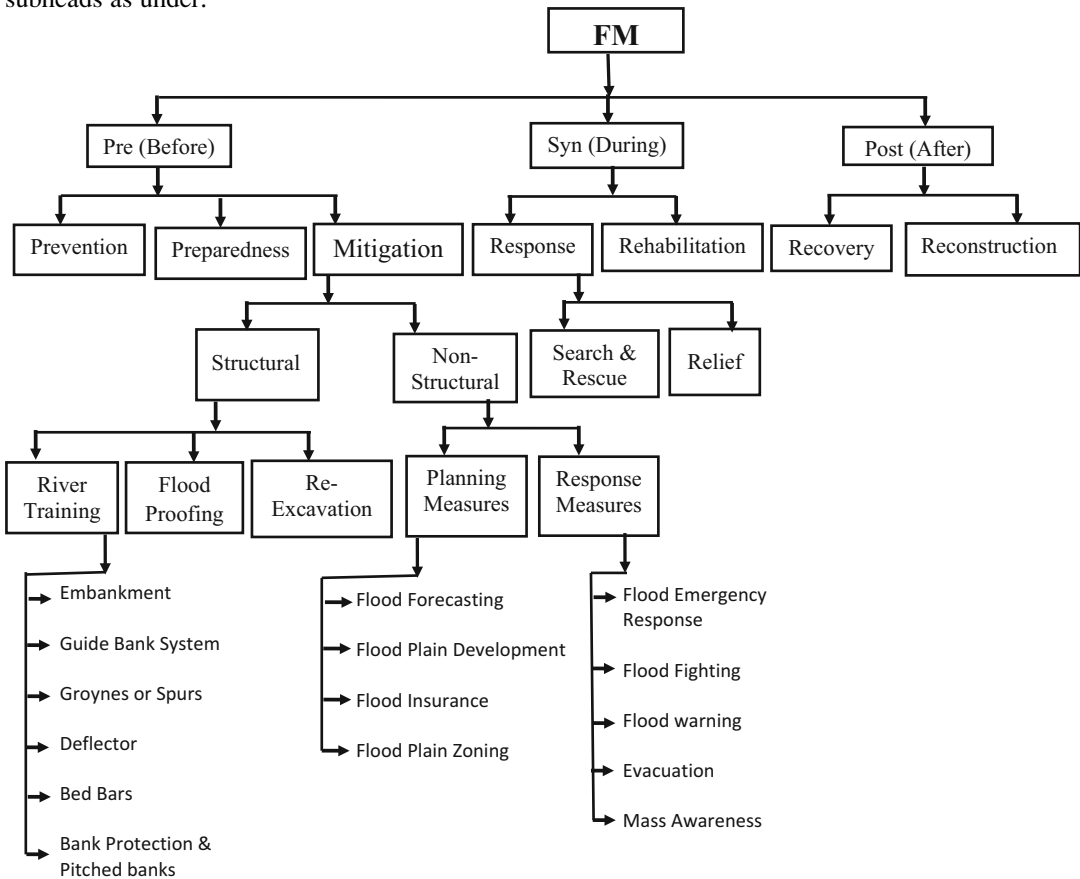 subheads as under.
FM
Pre (Before)
Syn (During)
Post (After)
Prevention
Preparedness
Mitigation
Response
Rehabilitation
Recovery
Reconstruction
Structural
Non-
Structural
Search &
Rescue
Relief
River
Training
Flood
Proofing
Re-
Excavation
Planning
Measures
Response
Measures
Embankment
Guide Bank System
Groynes or Spurs
Deflector
Bed Bars
Bank Protection &
Pitched banks
Flood Forecasting
Flood Plain Development
Flood Insurance
Flood Plain Zoning
Flood Emergency
Response
Flood Fighting
Flood warning
Evacuation
Mass Awareness